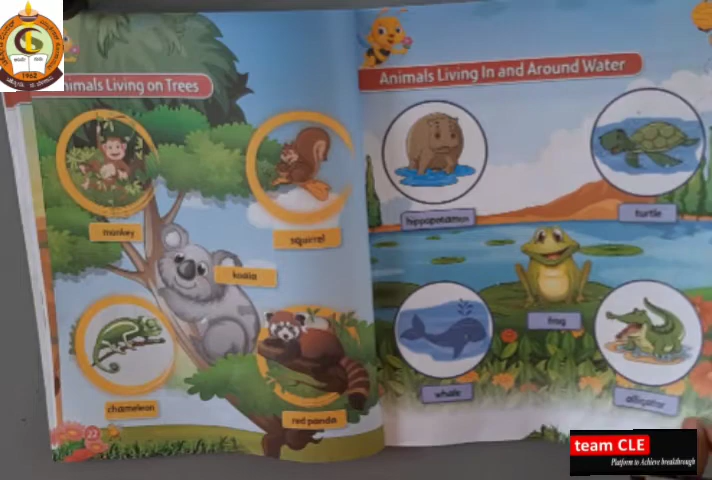 1962
Animals Living on Trees
monkey
squirrel
koala
chameleon
red panda
22
Animals Living In and Around Water
hippopotamus
turtle
frog
whale
alligator
team CLE
Platform to Achieve breakthrough